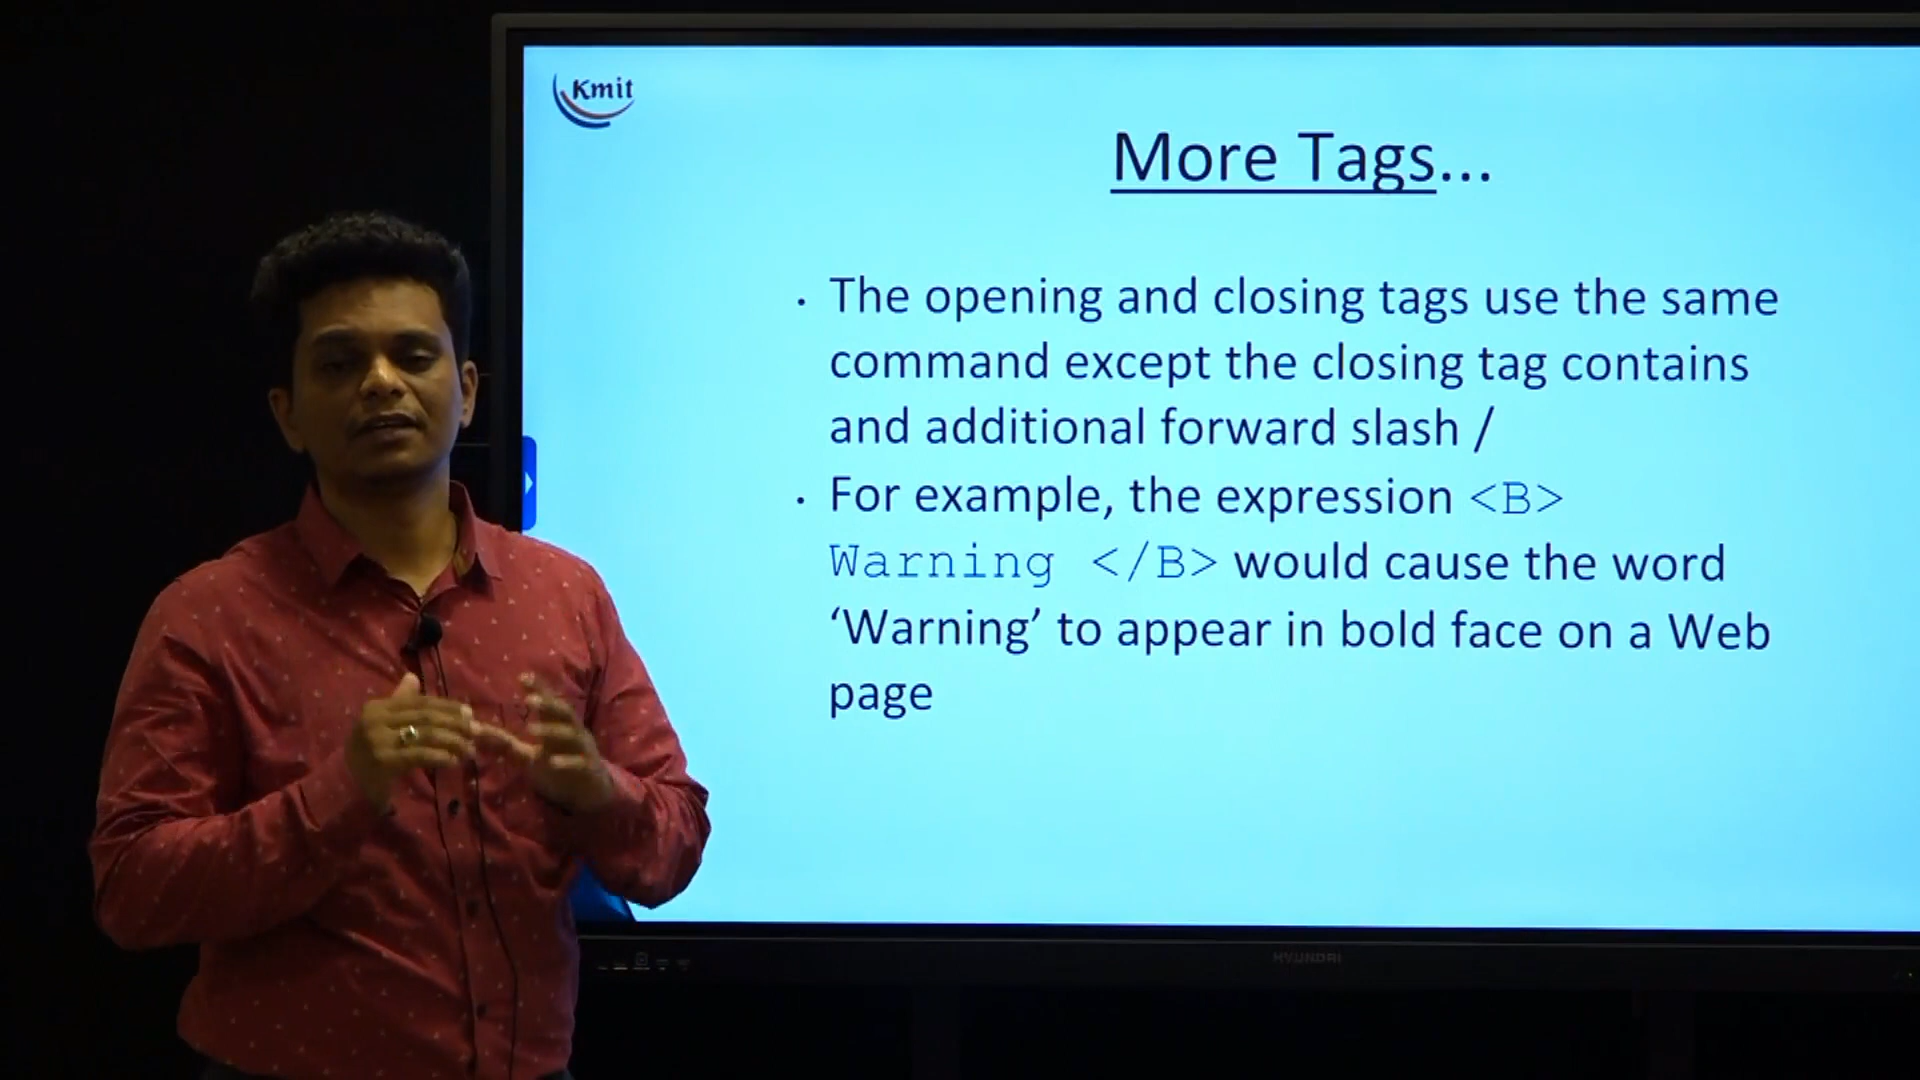 Kmit
More Tags...
• The opening and closing tags use the same
command except the closing tag contains
and additional forward slash /
• For example, the expression <B>
Warning </B> would cause the word
‘Warning’ to appear in bold face on a Web
page
HYUNDAI